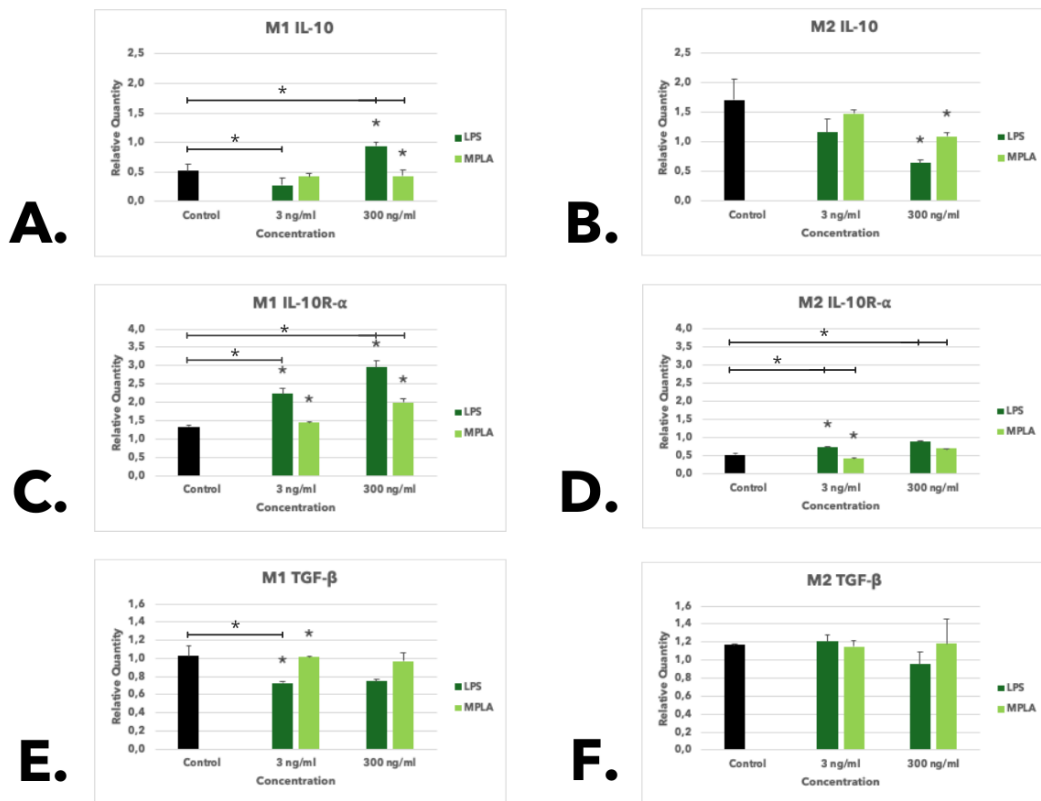 M1 IL-10
2,5
2,0
1,5
1,0
0,5
0,0
Relative Quantity
*
*
*
*
LPS
MPLA
Control 3 ng/ml 300 ng/ml
Concentration
A.
M2 IL-10
2,5
2,0
1,5
1,0
0,5
0,0
Relative Quantity
*
*
LPS
MPLA
Control 3 ng/ml 300 ng/ml
Concentration
B.
M1 IL-10R-α
4,0
3,5
3,0
2,5
2,0
1,5
1,0
0,5
0,0
Relative Quantity
*
*
*
*
*
*
LPS
MPLA
Control 3 ng/ml 300 ng/ml
Concentration
C.
M2 IL-10R-α
4,0
3,5
3,0
2,5
2,0
1,5
1,0
0,5
0,0
Relative Quantity
*
*
*
*
LPS
MPLA
Control 3 ng/ml 300 ng/ml
Concentration
D.
M1 TGF-β
1,6
1,4
1,2
1,0
0,8
0,6
0,4
0,2
0,0
Relative Quantity
*
*
*
LPS
MPLA
Control 3 ng/ml 300 ng/ml
Concentration
E.
M2 TGF-β
1,6
1,4
1,2
1,0
0,8
0,6
0,4
0,2
0,0
Relative Quantity
LPS
MPLA
Control 3 ng/ml 300 ng/ml
Concentration
F.